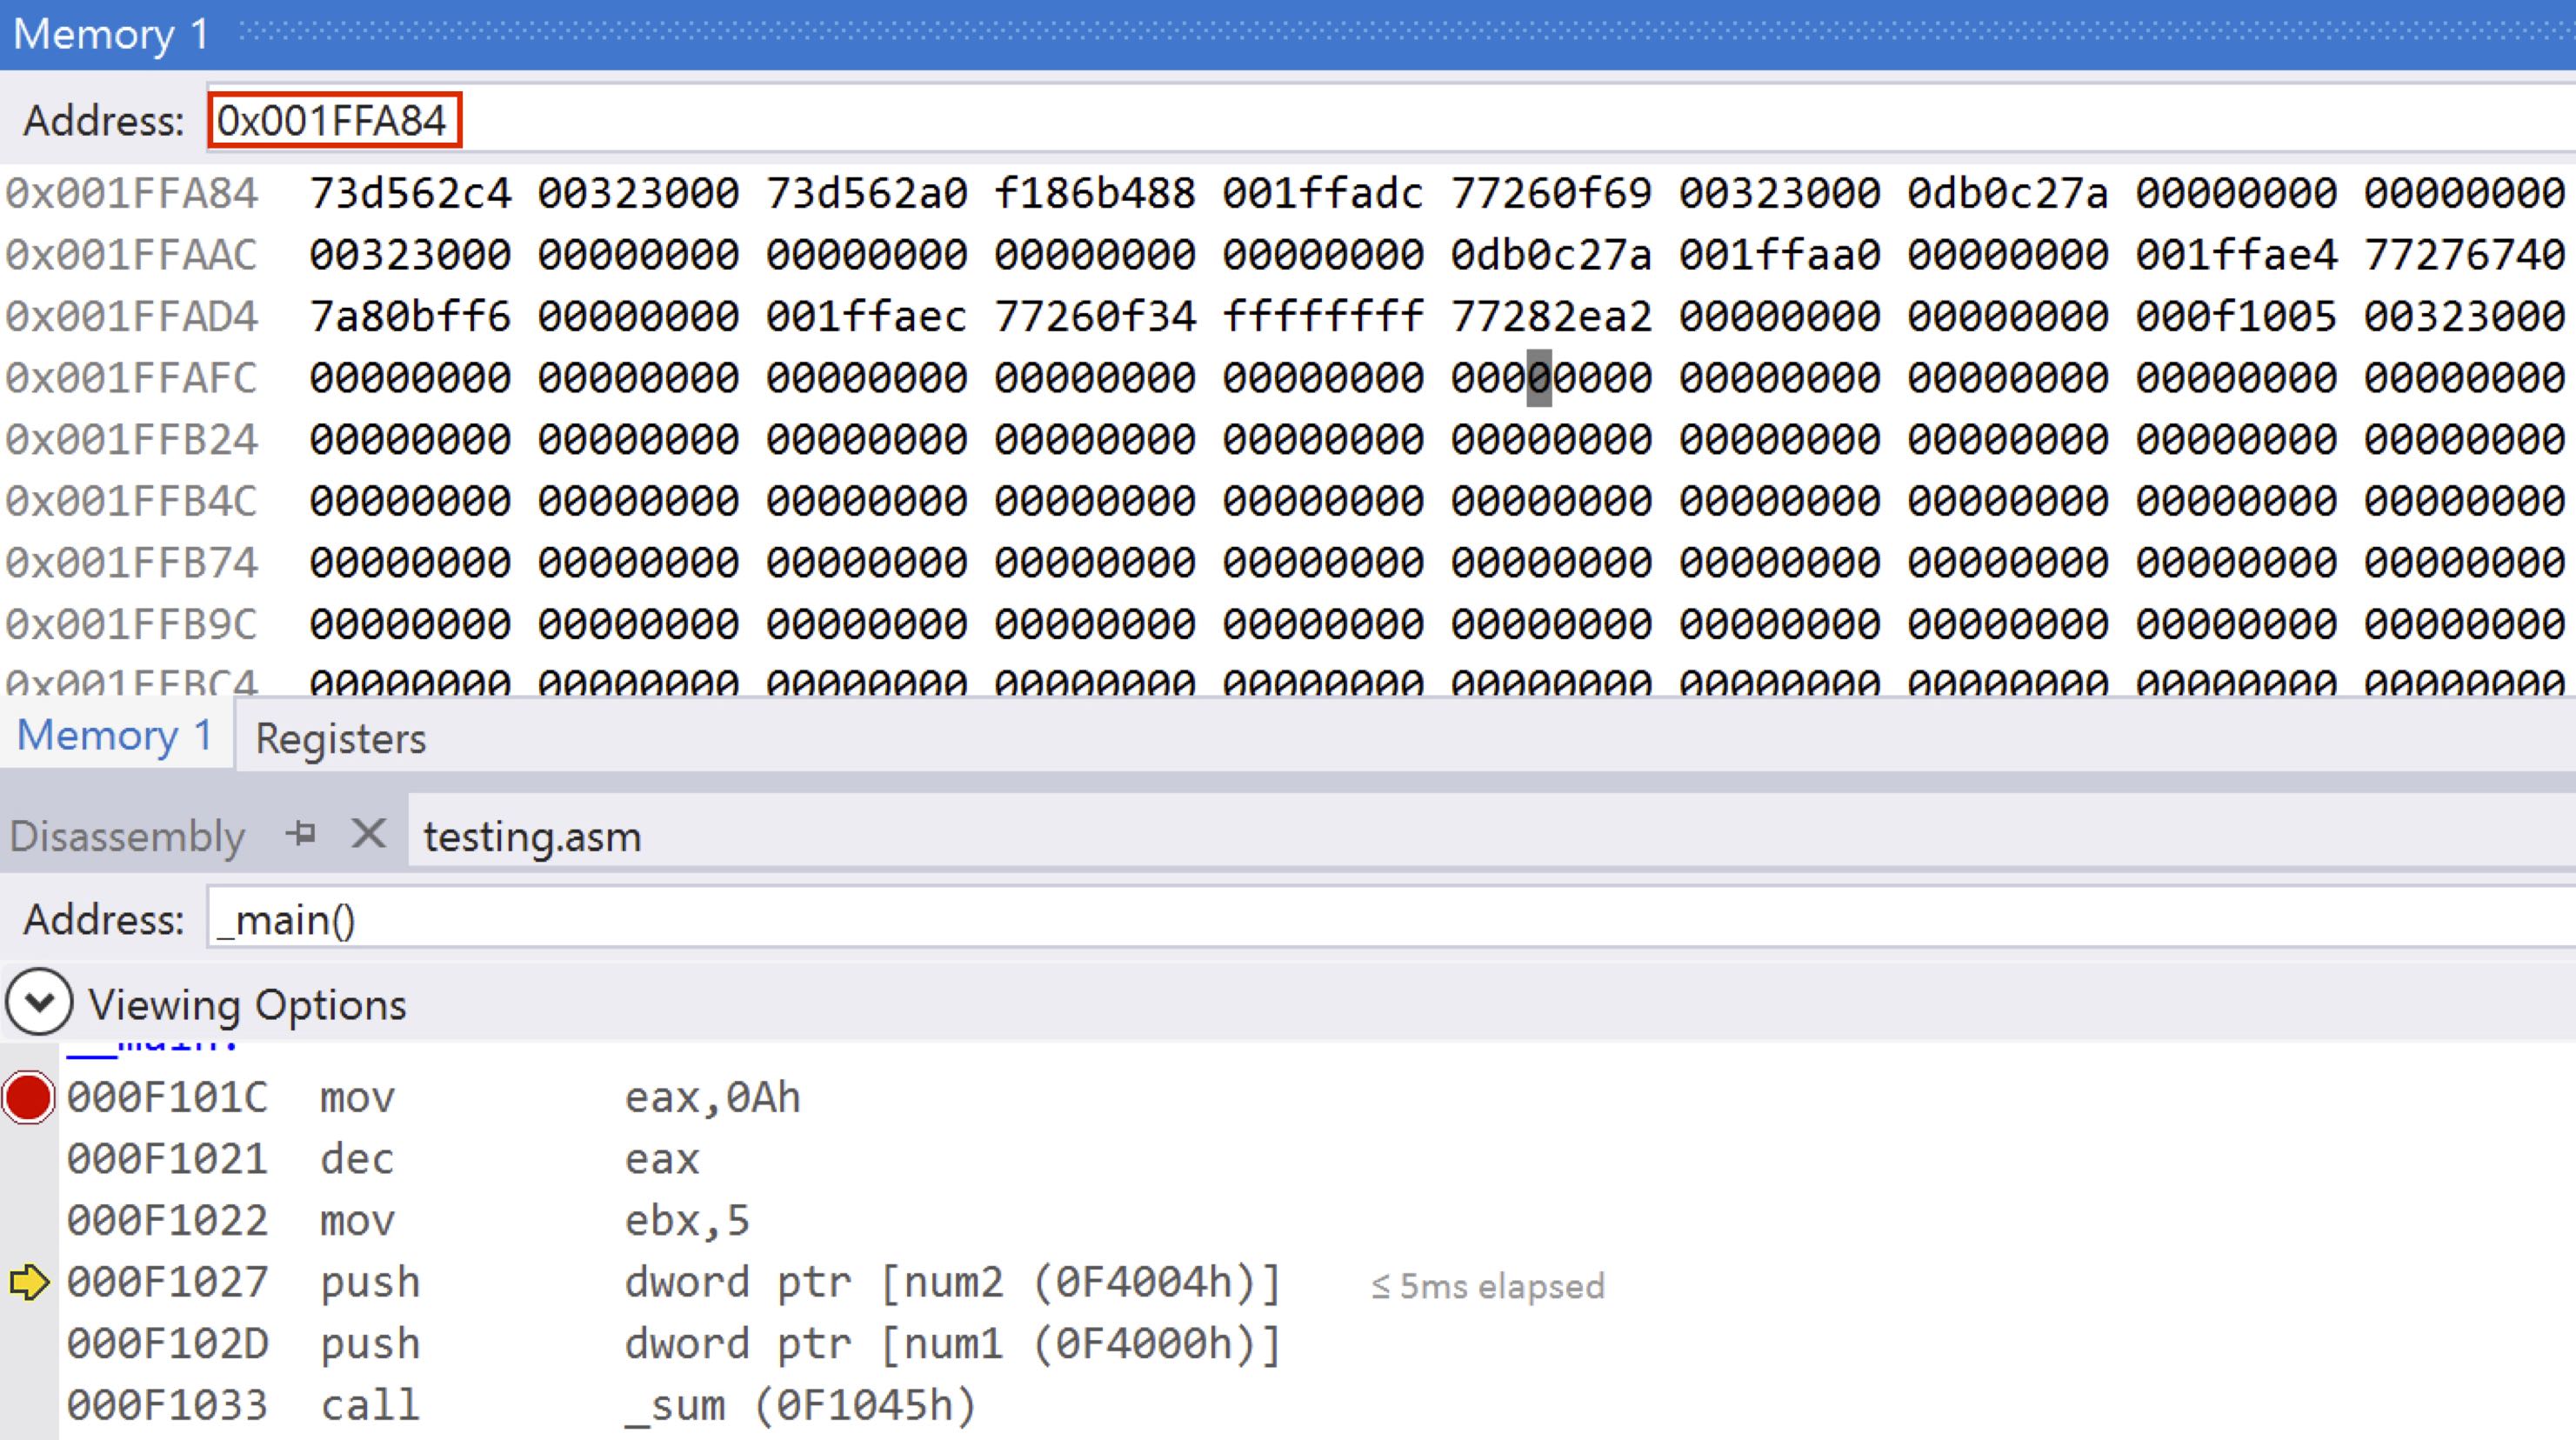 Memory 1
Address: 0x001FFA84
0x001FFA84 73d562c4 00323000 73d562a0 f186b488 001ffadc 77260f69 00323000 0db0c27a 00000000 00000000
0x001FFAAC 00323000 00000000 00000000 00000000 00000000 0db0c27a 001ffaa0 00000000 001ffae4 77276740
0x001FFAD4 7a80bff6 00000000 001ffaec 77260f34 ffffffff 77282ea2 00000000 00000000 000f1005 00323000
0x001FFAFC 00000000 00000000 00000000 00000000 00000000 00000000 00000000 00000000 00000000 00000000
0x001FFB24 00000000 00000000 00000000 00000000 00000000 00000000 00000000 00000000 00000000 00000000
0x001FFB4C 00000000 00000000 00000000 00000000 00000000 00000000 00000000 00000000 00000000 00000000
0x001FFB74 00000000 00000000 00000000 00000000 00000000 00000000 00000000 00000000 00000000 00000000
0x001FFB9C 00000000 00000000 00000000 00000000 00000000 00000000 00000000 00000000 00000000 00000000
0x001FFBC4 00000000 00000000 00000000 00000000 00000000 00000000 00000000 00000000 00000000 00000000
Memory 1 Registers
Disassembly testing.asm
Address: _main()
Viewing Options
__main:
000F101C mov eax,0Ah
000F1021 dec eax
000F1022 mov ebx,5
000F1027 push dword ptr [num2 (0F4004h)] ≤ 5ms elapsed
000F102D push dword ptr [num1 (0F4000h)]
000F1033 call _sum (0F1045h)